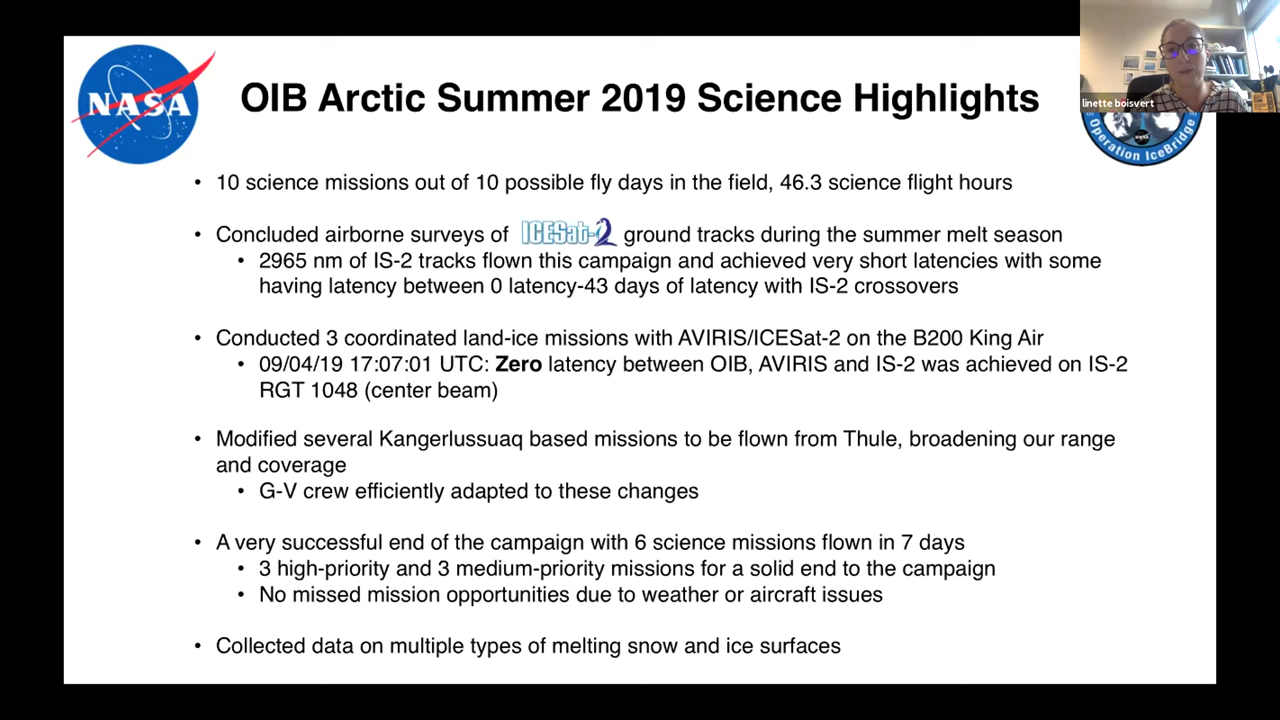 NASA
OIB Arctic Summer 2019 Science Highlights
linette boisvert
Operation IceBridge
• 10 science missions out of 10 possible fly days in the field, 46.3 science flight hours
• Concluded airborne surveys of ICESat-2 ground tracks during the summer melt season
• 2965 nm of IS-2 tracks flown this campaign and achieved very short latencies with some
having latency between 0 latency-43 days of latency with IS-2 crossovers
• Conducted 3 coordinated land-ice missions with AVIRIS/ICESat-2 on the B200 King Air
• 09/04/19 17:07:01 UTC: Zero latency between OIB, AVIRIS and IS-2 was achieved on IS-2
RGT 1048 (center beam)
• Modified several Kangerlussuaq based missions to be flown from Thule, broadening our range
and coverage
• G-V crew efficiently adapted to these changes
• A very successful end of the campaign with 6 science missions flown in 7 days
• 3 high-priority and 3 medium-priority missions for a solid end to the campaign
• No missed mission opportunities due to weather or aircraft issues
• Collected data on multiple types of melting snow and ice surfaces